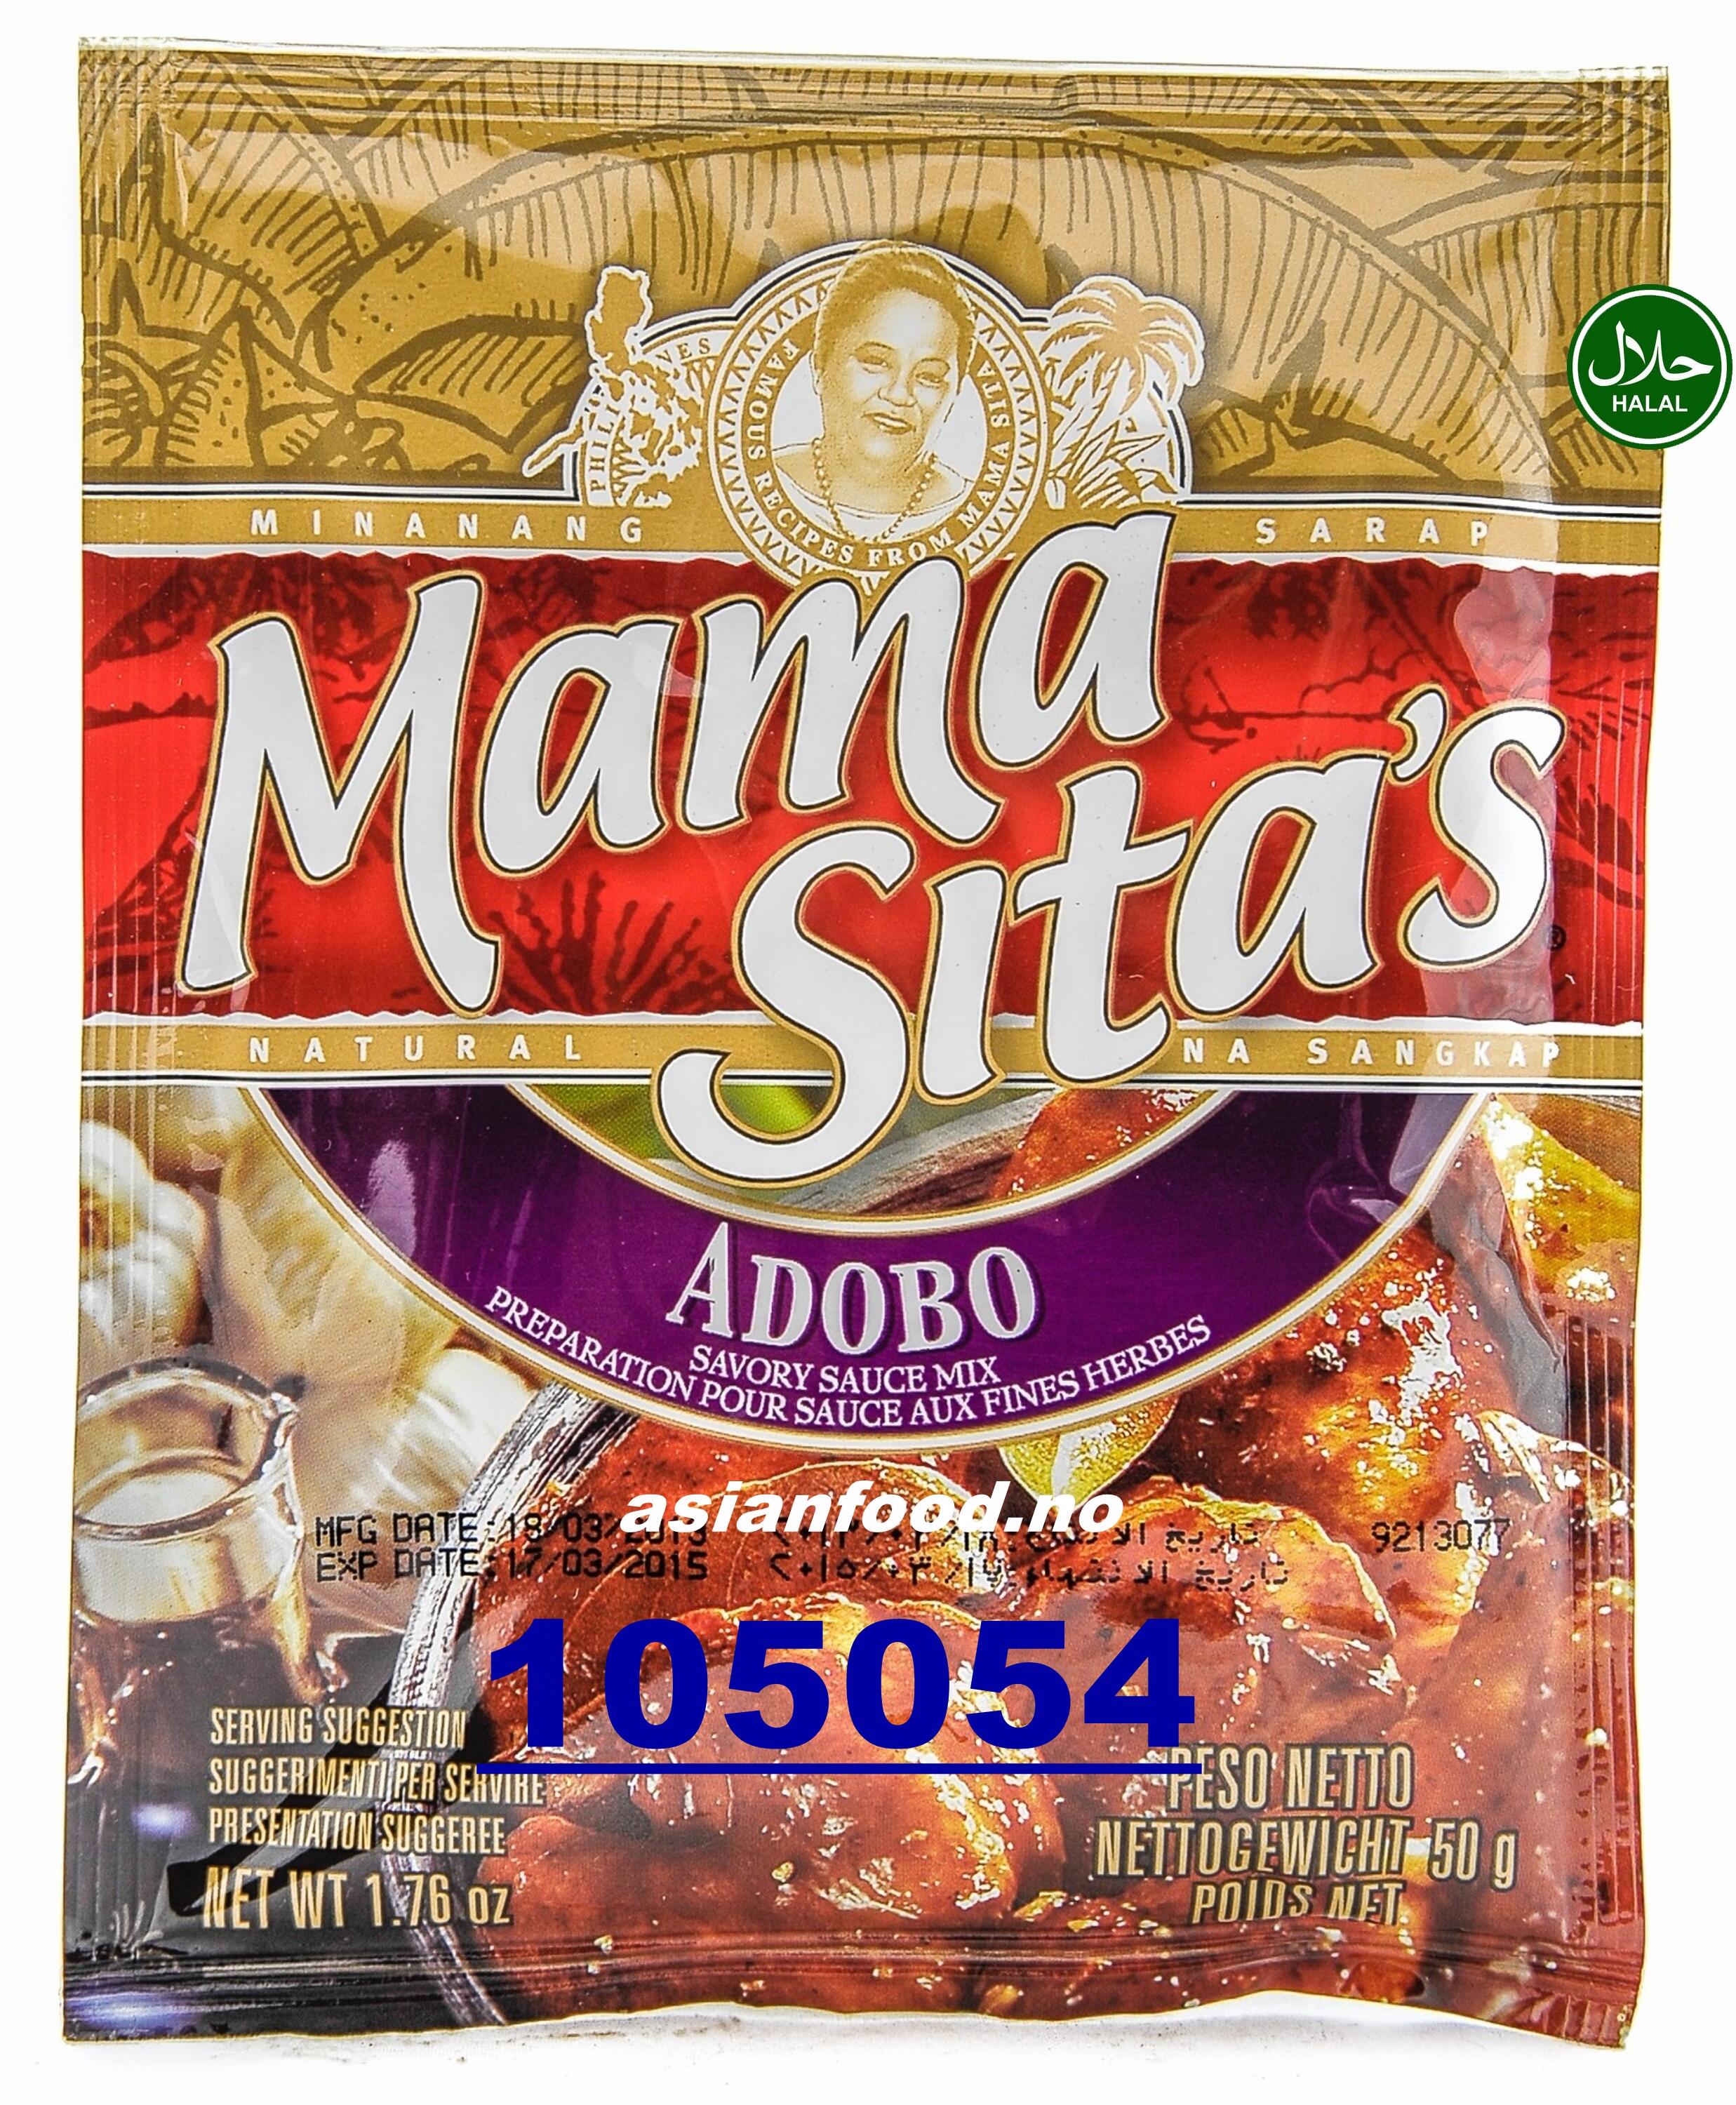 PHILIPPINES
FAMOUS RECIPES FROM MAMA SITA
حلال
HALAL
MINANANG SARAP
Mama
Sita's
®
NATURAL NA SANGKAP
ADOBO
SAVORY SAUCE MIX
PREPARATION POUR SAUCE AUX FINES HERBES
asianfood.no
MFG DATE: 9213077
EXP DATE:17/03/2015
105054
SERVING SUGGESTION
SUGGERIMENTI PER SERVIRE
PRESENTATION SUGGEREE
NET WT 1.76 oz
PESO NETTO
NETTOGEWICHT 50 g
POIDS NET